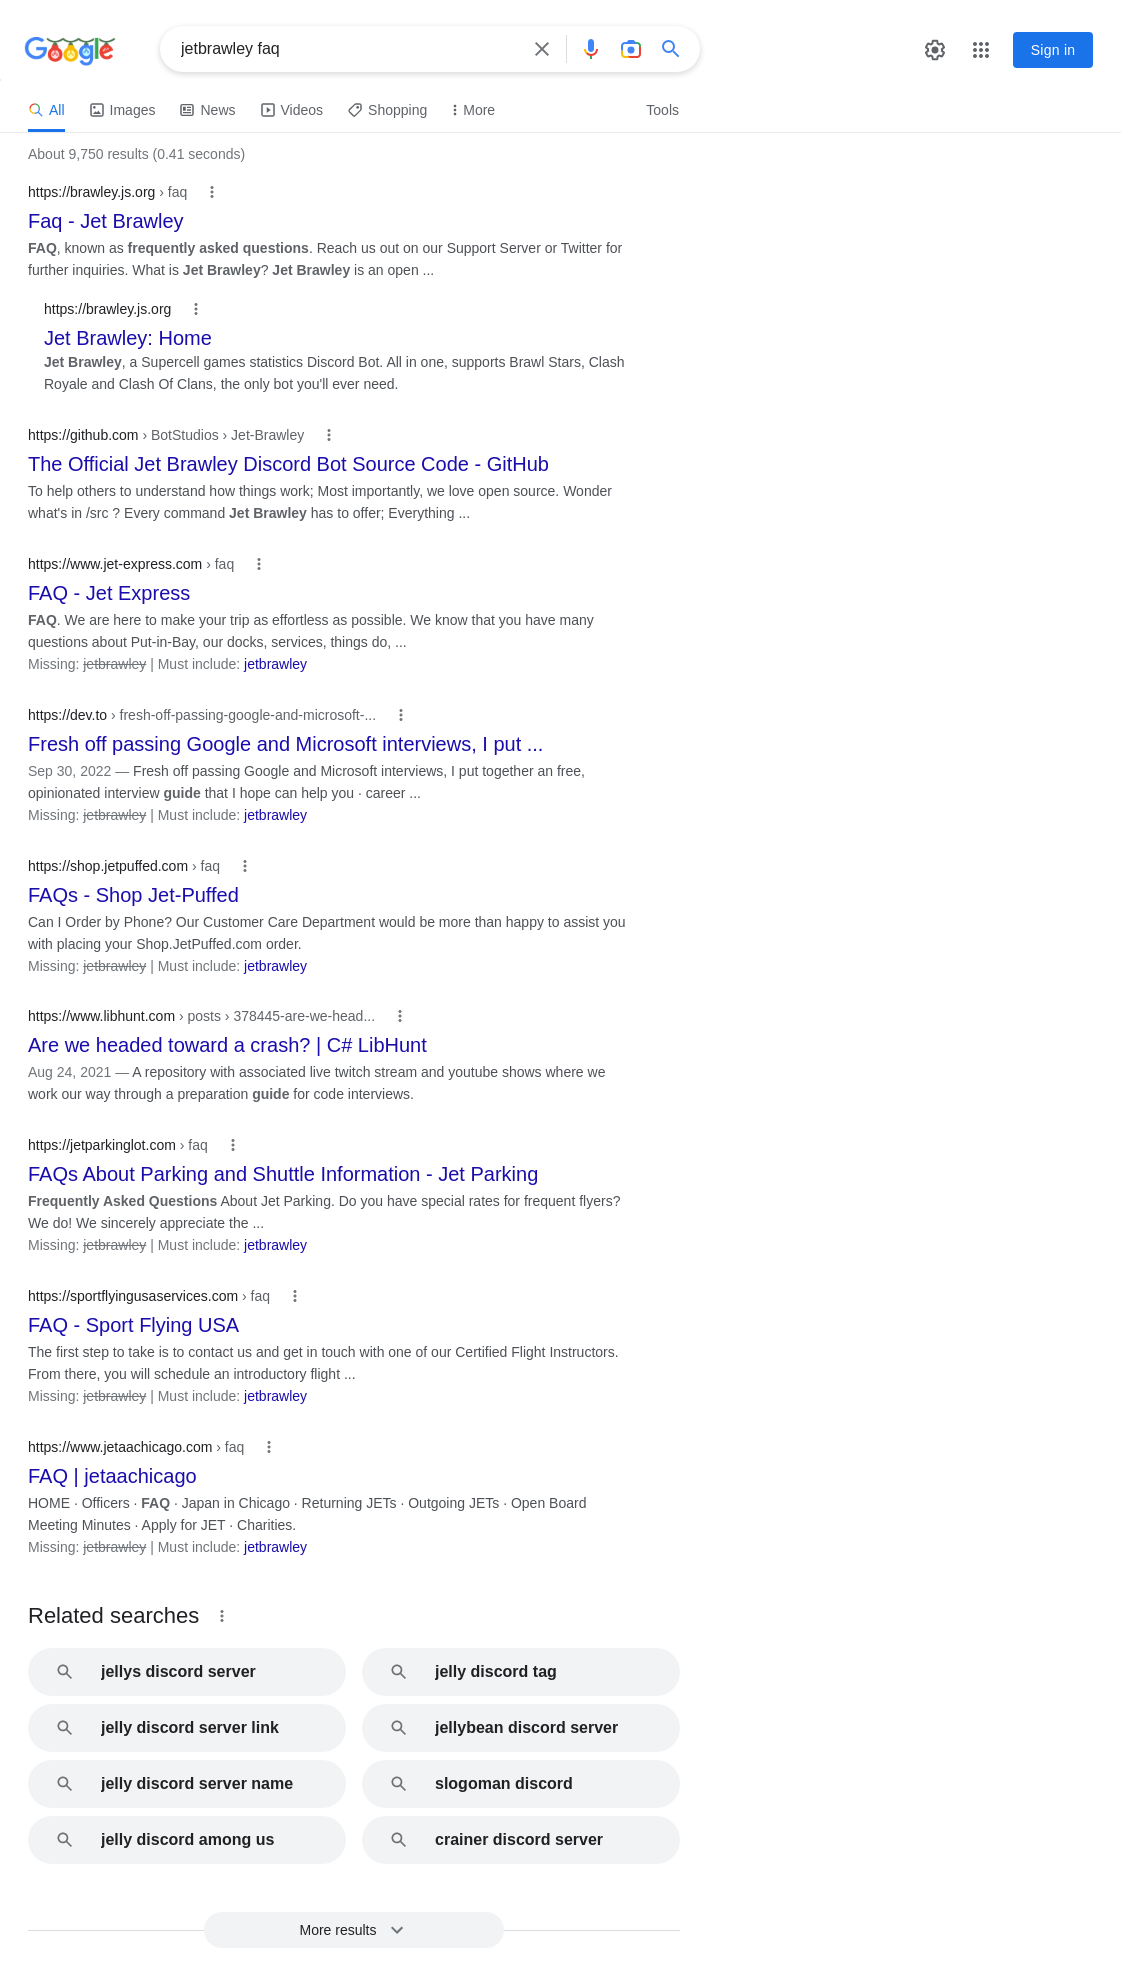 Google
jetbrawley faq
Sign in
All Images News Videos Shopping More Tools
About 9,750 results (0.41 seconds)
https://brawley.js.org › faq
Faq - Jet Brawley
FAQ, known as frequently asked questions. Reach us out on our Support Server or Twitter for
further inquiries. What is Jet Brawley? Jet Brawley is an open ...
https://brawley.js.org
Jet Brawley: Home
Jet Brawley, a Supercell games statistics Discord Bot. All in one, supports Brawl Stars, Clash
Royale and Clash Of Clans, the only bot you'll ever need.
https://github.com › BotStudios › Jet-Brawley
The Official Jet Brawley Discord Bot Source Code - GitHub
To help others to understand how things work; Most importantly, we love open source. Wonder
what's in /src ? Every command Jet Brawley has to offer; Everything ...
https://www.jet-express.com › faq
FAQ - Jet Express
FAQ. We are here to make your trip as effortless as possible. We know that you have many
questions about Put-in-Bay, our docks, services, things do, ...
Missing: jetbrawley | Must include: jetbrawley
https://dev.to › fresh-off-passing-google-and-microsoft-...
Fresh off passing Google and Microsoft interviews, I put ...
Sep 30, 2022 — Fresh off passing Google and Microsoft interviews, I put together an free,
opinionated interview guide that I hope can help you · career ...
Missing: jetbrawley | Must include: jetbrawley
https://shop.jetpuffed.com › faq
FAQs - Shop Jet-Puffed
Can I Order by Phone? Our Customer Care Department would be more than happy to assist you
with placing your Shop.JetPuffed.com order.
Missing: jetbrawley | Must include: jetbrawley
https://www.libhunt.com › posts › 378445-are-we-head...
Are we headed toward a crash? | C# LibHunt
Aug 24, 2021 — A repository with associated live twitch stream and youtube shows where we
work our way through a preparation guide for code interviews.
https://jetparkinglot.com › faq
FAQs About Parking and Shuttle Information - Jet Parking
Frequently Asked Questions About Jet Parking. Do you have special rates for frequent flyers?
We do! We sincerely appreciate the ...
Missing: jetbrawley | Must include: jetbrawley
https://sportflyingusaservices.com › faq
FAQ - Sport Flying USA
The first step to take is to contact us and get in touch with one of our Certified Flight Instructors.
From there, you will schedule an introductory flight ...
Missing: jetbrawley | Must include: jetbrawley
https://www.jetaachicago.com › faq
FAQ | jetaachicago
HOME · Officers · FAQ · Japan in Chicago · Returning JETs · Outgoing JETs · Open Board
Meeting Minutes · Apply for JET · Charities.
Missing: jetbrawley | Must include: jetbrawley
Related searches
jellys discord server
jelly discord tag
jelly discord server link
jellybean discord server
jelly discord server name
slogoman discord
jelly discord among us
crainer discord server
More results